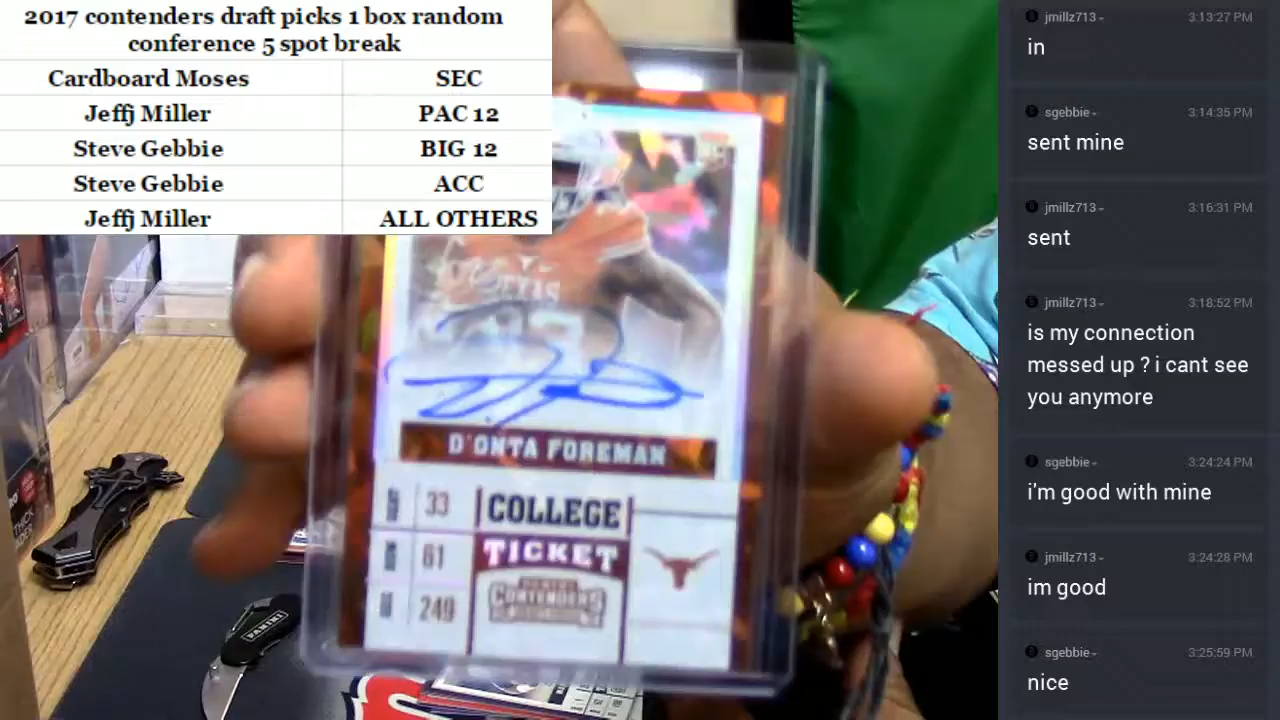 2017 contenders draft picks 1 box random
conference 5 spot break
Cardboard Moses SEC
Jeffj Miller PAC 12
Steve Gebbie BIG 12
Steve Gebbie ACC
Jeffj Miller ALL OTHERS
D'ONTA FOREMAN
33
61
249
COLLEGE
TICKET
PANINI
CONTENDERS
PANINI
jmillz713 3:13:27 PM
in
sgebbie 3:14:35 PM
sent mine
jmillz713 3:16:31 PM
sent
jmillz713 3:18:52 PM
is my connection
messed up ? i cant see
you anymore
sgebbie 3:24:24 PM
i'm good with mine
jmillz713 3:24:28 PM
im good
sgebbie 3:25:59 PM
nice